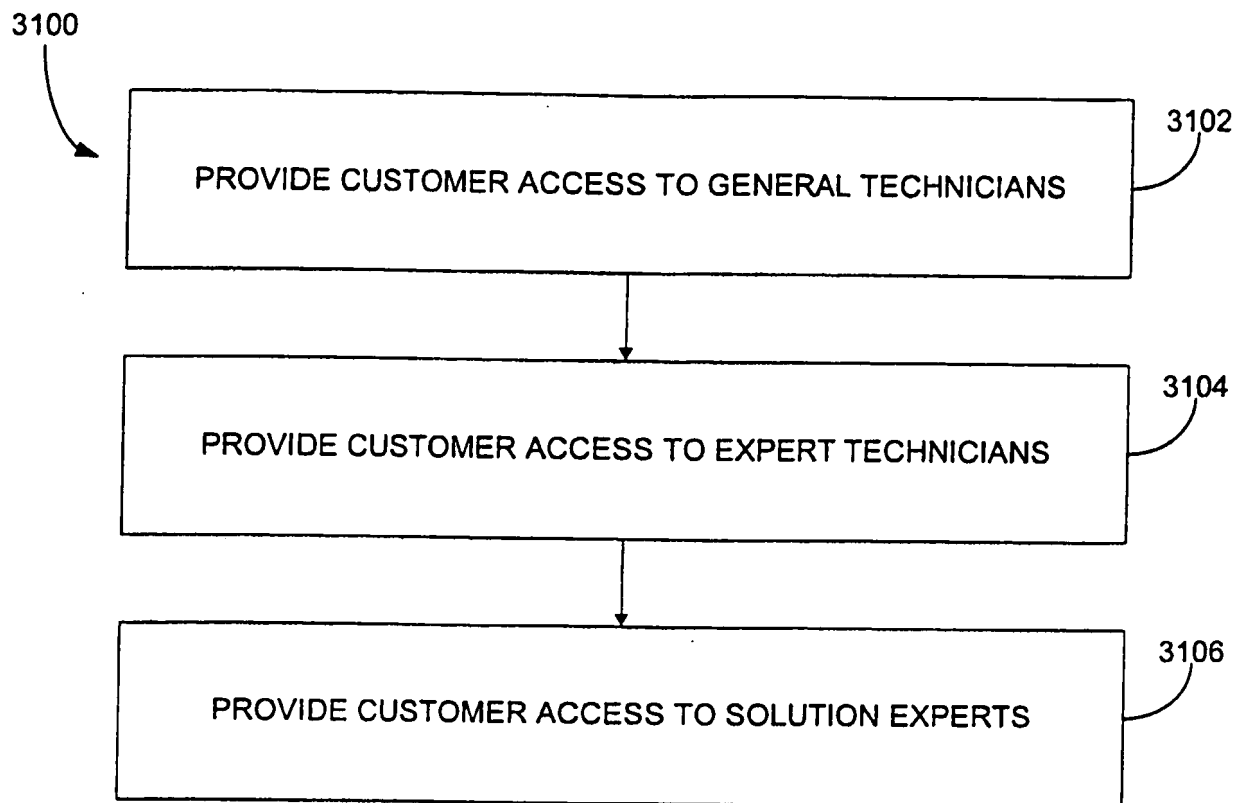 3100
3102
PROVIDE CUSTOMER ACCESS TO GENERAL TECHNICIANS
3104
PROVIDE CUSTOMER ACCESS TO EXPERT TECHNICIANS
3106
PROVIDE CUSTOMER ACCESS TO SOLUTION EXPERTS